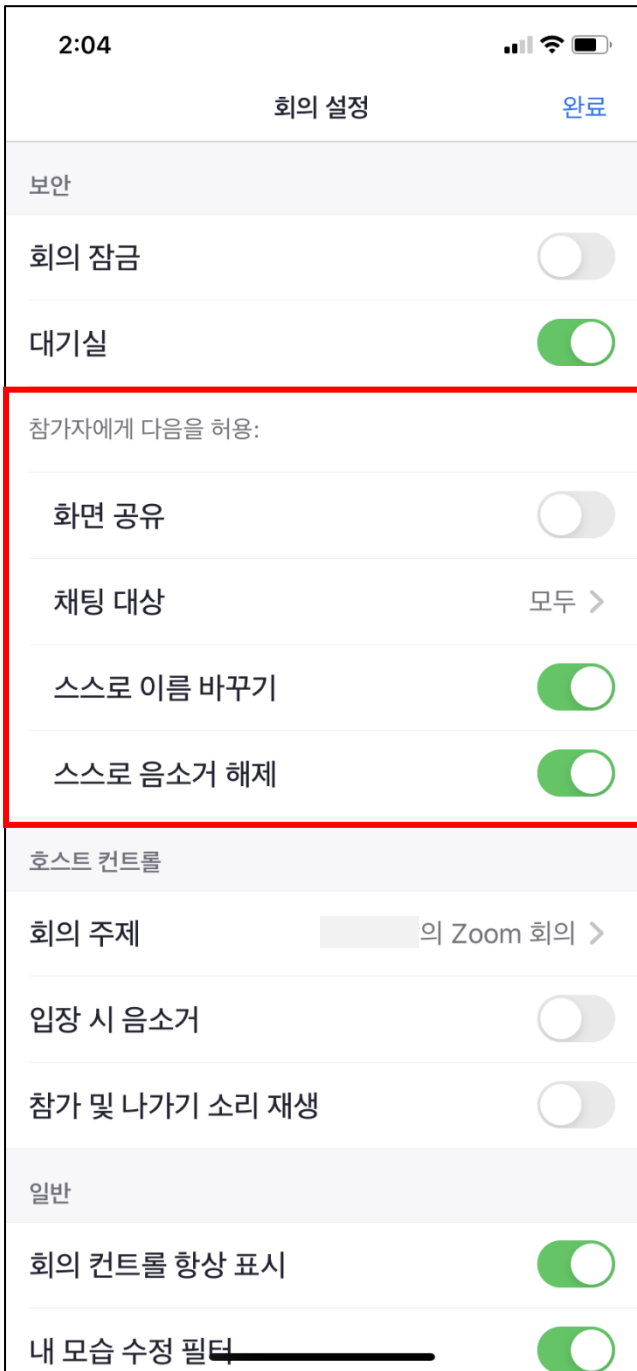 2:04
회의 설정
완료
보안
회의 잠금
대기실
참가자에게 다음을 허용:
화면 공유
채팅 대상
모두
스스로 이름 바꾸기
스스로 음소거 해제
호스트 컨트롤
회의 주제
의 Zoom 회의
입장 시 음소거
참가 및 나가기 소리 재생
일반
회의 컨트롤 항상 표시
내 모습 수정 필터